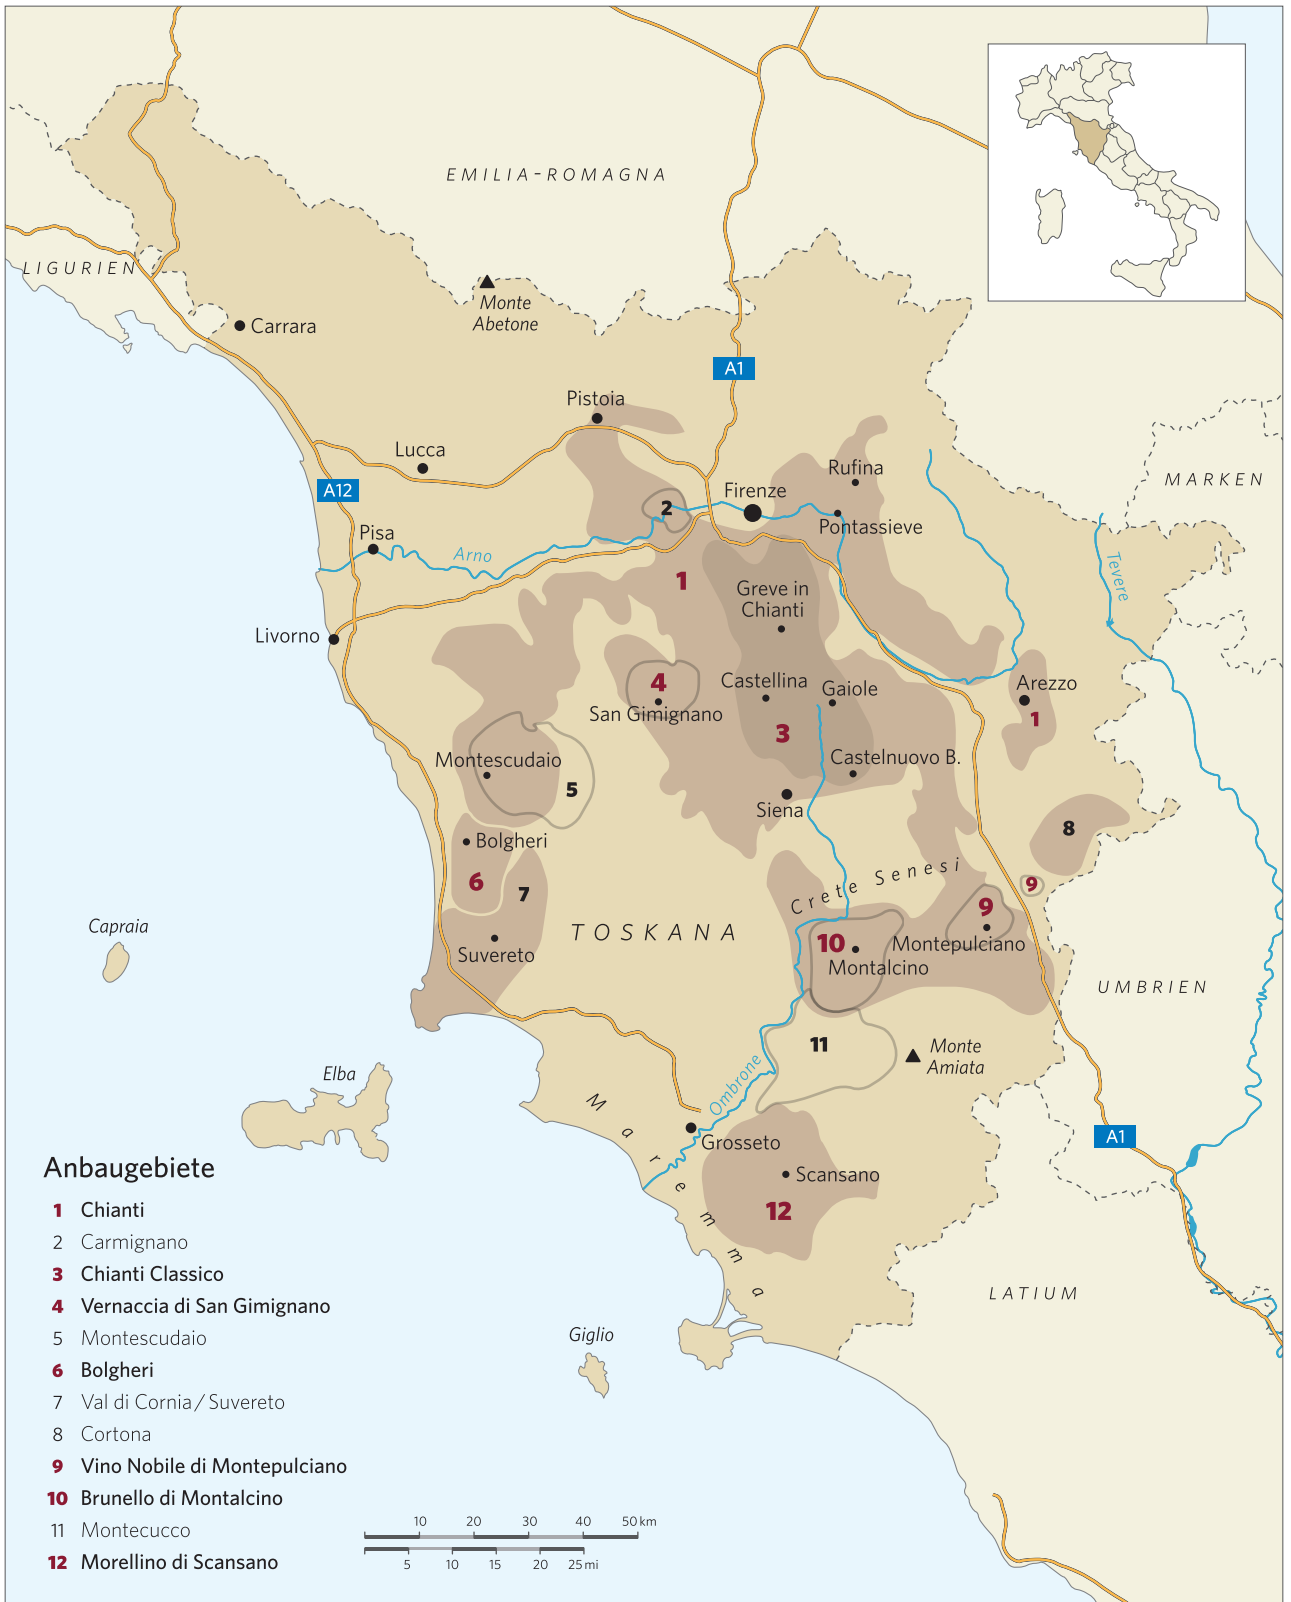 EMILIA–ROMAGNA
LIGURIEN
Monte
Abetone
Carrara
A1
Pistoia
Lucca
A12
Rufina
MARKEN
Firenze
2
Pontassieve
Pisa
Arno
Tevere
1
Greve in
Chianti
Livorno
4
Castellina
Gaiole
Arezzo
San Gimignano
1
3
Montescudaio
5
Castelnuovo B.
Siena
8
Bolgheri
6
7
Crete Senesi
9
9
Capraia
TOSKANA
10
Montepulciano
Suvereto
Montalcino
UMBRIEN
11
Monte
Amiata
Elba
Ombrone
Maremma
A1
Grosseto
Scansano
12
LATIUM
Giglio
Anbaugebiete
1 Chianti
2 Carmignano
3 Chianti Classico
4 Vernaccia di San Gimignano
5 Montescudaio
6 Bolgheri
7 Val di Cornia / Suvereto
8 Cortona
9 Vino Nobile di Montepulciano
10 Brunello di Montalcino
11 Montecucco
12 Morellino di Scansano
10 20 30 40 50 km
5 10 15 20 25 mi